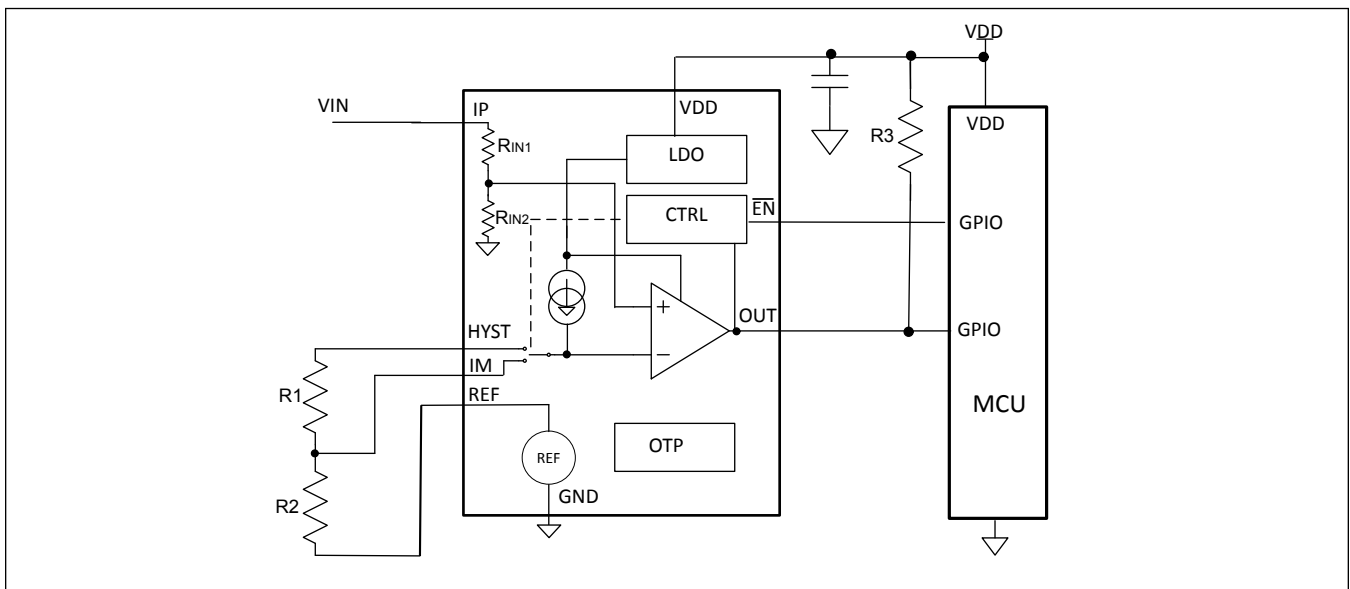 VDD
VIN
IP
VDD
VDD
RIN1
LDO
R3
RIN2
CTRL
EN
GPIO
HYST
OUT
GPIO
IM
R1
REF
MCU
OTP
REF
R2
GND